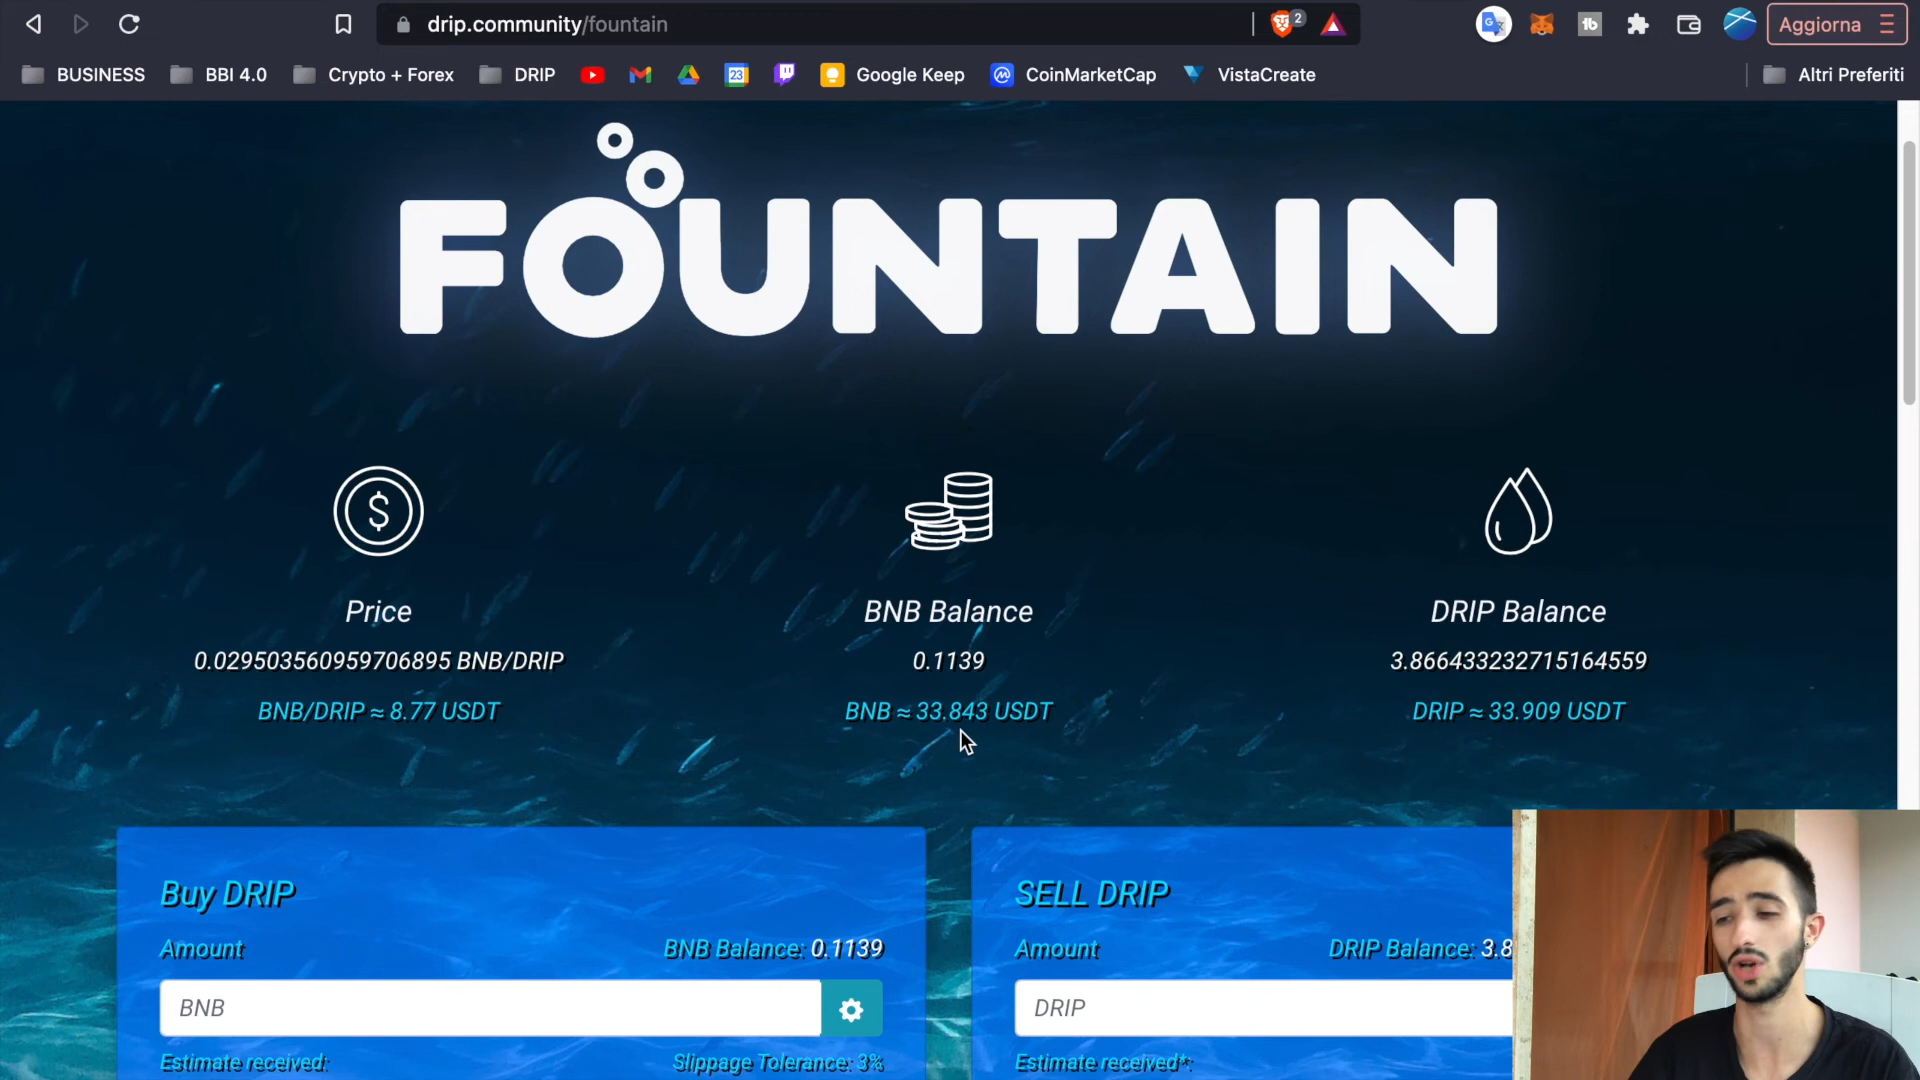 drip.community/fountain
2
23
Aggiorna
BUSINESS
BBI 4.0
Crypto + Forex
DRIP
Google Keep
CoinMarketCap
VistaCreate
Altri Preferiti
FOUNTAIN
Price
BNB Balance
DRIP Balance
0.029503560959706895 BNB/DRIP
0.1139
3.866433232715164559
BNB/DRIP ≈ 8.77 USDT
BNB ≈ 33.843 USDT
DRIP ≈ 33.909 USDT
Buy DRIP
Amount
BNB Balance: 0.1139
BNB
Estimate received:
Slippage Tolerance: 3%
SELL DRIP
Amount
DRIP Balance: 3.8
DRIP
Estimate received*: